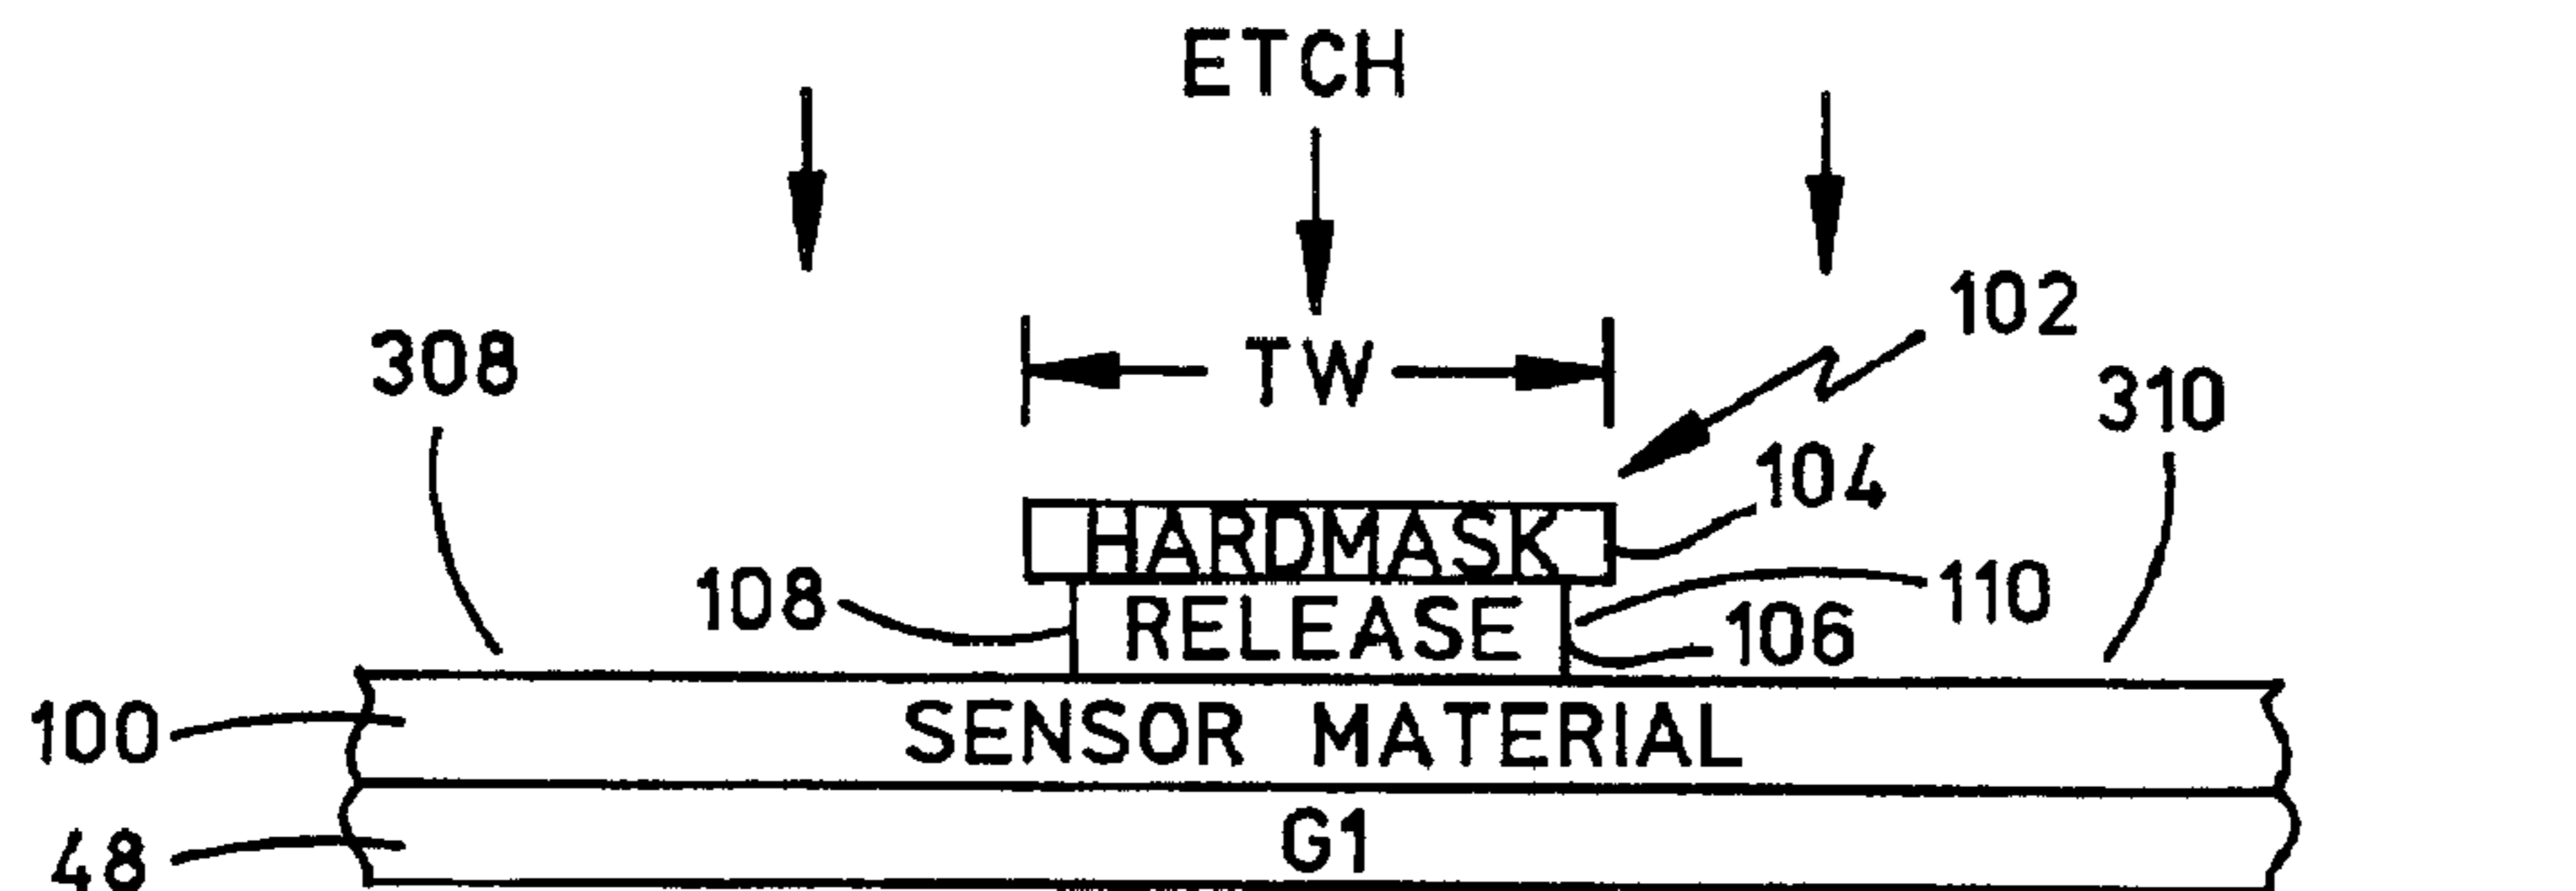 ETCH
102
308
TW
310
104
HARDMASK
108
110
RELEASE
106
100
SENSOR MATERIAL
48
G1